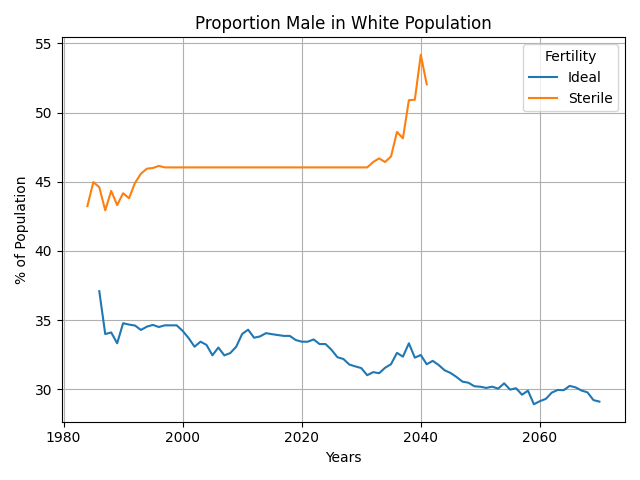 Proportion Male in White Population
% of Population
55
50
45
40
35
30
1980
2000
2020
2040
2060
Years
Fertility
Ideal
Sterile